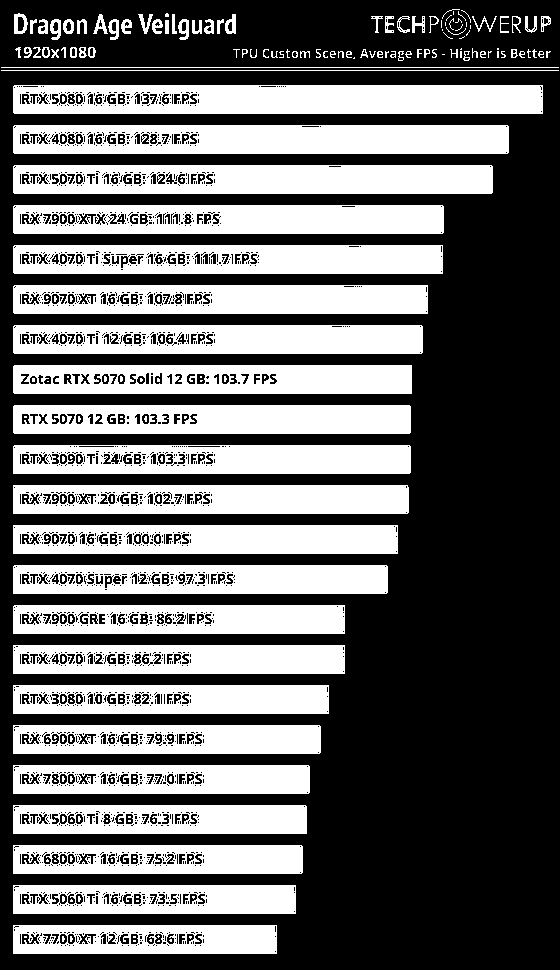 Dragon Age Veilguard
TECHPOWERUP
1920x1080
TPU Custom Scene, Average FPS - Higher is Better
RTX 5080 16 GB: 137.6 FPS
RTX 4080 16 GB: 128.7 FPS
RTX 5070 Ti 16 GB: 124.6 FPS
RX 7900 XTX 24 GB: 111.8 FPS
RTX 4070 Ti Super 16 GB: 111.7 FPS
RX 9070 XT 16 GB: 107.8 FPS
RTX 4070 Ti 12 GB: 106.4 FPS
Zotac RTX 5070 Solid 12 GB: 103.7 FPS
RTX 5070 12 GB: 103.3 FPS
RTX 3090 Ti 24 GB: 103.3 FPS
RX 7900 XT 20 GB: 102.7 FPS
RX 9070 16 GB: 100.0 FPS
RTX 4070 Super 12 GB: 97.3 FPS
RX 7900 GRE 16 GB: 86.2 FPS
RTX 4070 12 GB: 86.2 FPS
RTX 3080 10 GB: 82.1 FPS
RX 6900 XT 16 GB: 79.9 FPS
RX 7800 XT 16 GB: 77.0 FPS
RTX 5060 Ti 8 GB: 76.3 FPS
RX 6800 XT 16 GB: 75.2 FPS
RTX 5060 Ti 16 GB: 73.5 FPS
RX 7700 XT 12 GB: 68.6 FPS